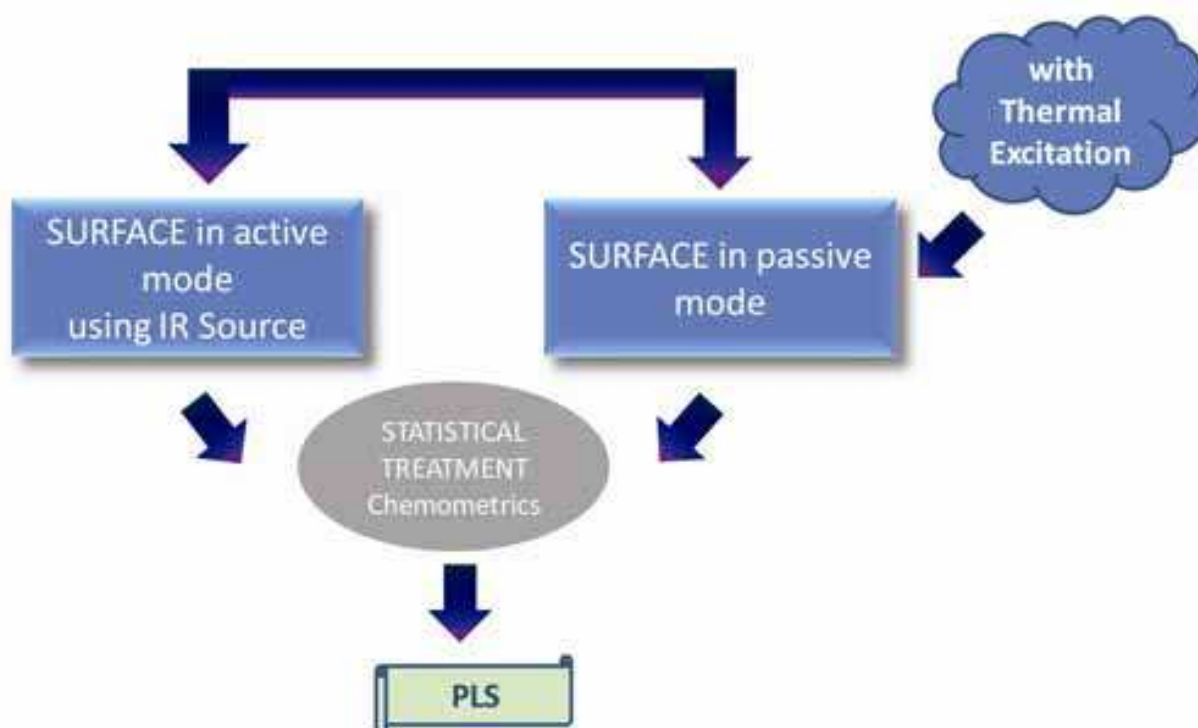 with
Thermal
Excitation
SURFACE in active
mode
using IR Source
SURFACE in passive
mode
STATISTICAL
TREATMENT
Chemometrics
PLS